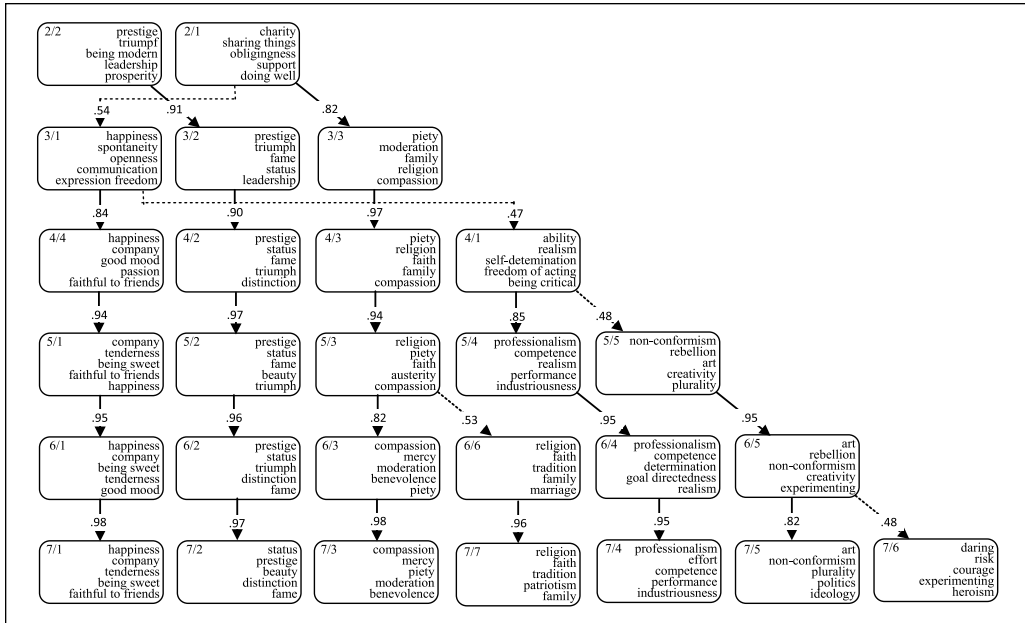 2/2 prestige
triumpf
being modern
leadership
prosperity
2/1 charity
sharing things
obligingness
support
doing well
.54
.91
.82
3/1 happiness
spontaneity
openness
communication
expression freedom
3/2 prestige
triumph
fame
status
leadership
3/3 piety
moderation
family
religion
compassion
.84
.90
.97
.47
4/4 happiness
company
good mood
passion
faithful to friends
4/2 prestige
status
fame
triumph
distinction
4/3 piety
religion
faith
family
compassion
4/1 ability
realism
self-detemination
freedom of acting
being critical
.94
.97
.94
.85
.48
5/1 company
tenderness
being sweet
faithful to friends
happiness
5/2 prestige
status
fame
beauty
triumph
5/3 religion
piety
faith
austerity
compassion
5/4 professionalism
competence
realism
performance
industriousness
5/5 non-conformism
rebellion
art
creativity
plurality
.95
.96
.82
.53
.95
.95
6/1 happiness
company
being sweet
tenderness
good mood
6/2 prestige
status
triumph
distinction
fame
6/3 compassion
mercy
moderation
benevolence
piety
6/6 religion
faith
tradition
family
marriage
6/4 professionalism
competence
determination
goal directedness
realism
6/5 art
rebellion
non-conformism
creativity
experimenting
.98
.97
.98
.96
.95
.82
.48
7/1 happiness
company
tenderness
being sweet
faithful to friends
7/2 status
prestige
beauty
distinction
fame
7/3 compassion
mercy
piety
moderation
benevolence
7/7 religion
faith
tradition
patriotism
family
7/4 professionalism
effort
competence
performance
industriousness
7/5 art
non-conformism
plurality
politics
ideology
7/6 daring
risk
courage
experimenting
heroism